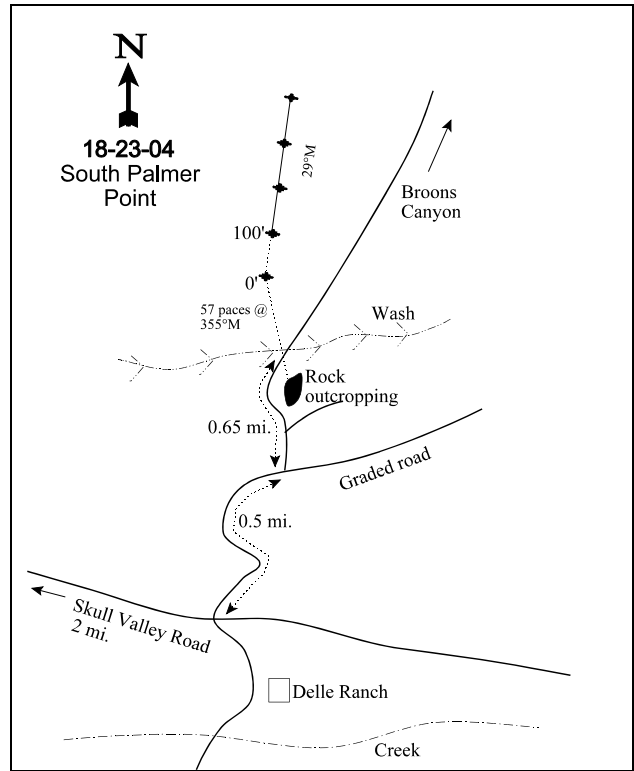 N
18-23-04
South Palmer
Point
29°M
Broons
Canyon
100'
0'
57 paces @
355°M
Wash
Rock
outcropping
0.65 mi.
Graded road
0.5 mi.
Skull Valley Road
2 mi.
Delle Ranch
Creek